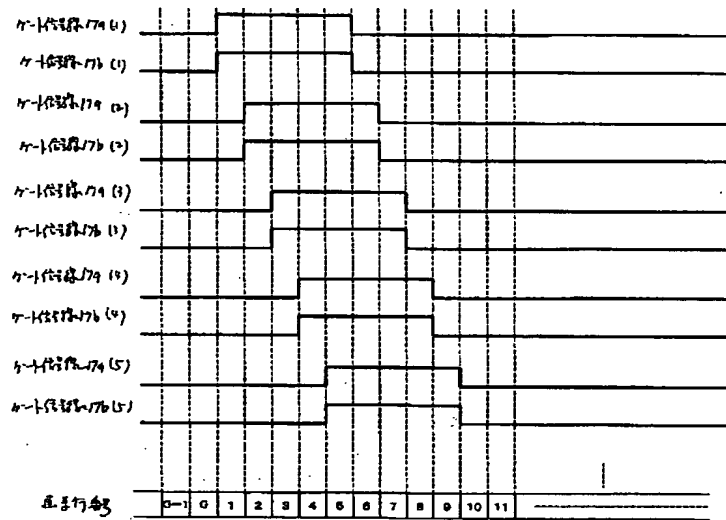 ゲート信号線17a (1)
ゲート信号線17b (1)
ゲート信号線17a (2)
ゲート信号線17b (2)
ゲート信号線17a (3)
ゲート信号線17b (3)
ゲート信号線17a (4)
ゲート信号線17b (4)
ゲート信号線17a (5)
ゲート信号線17b (5)
画素行番号 G-1 G 1 2 3 4 5 6 7 8 9 10 11